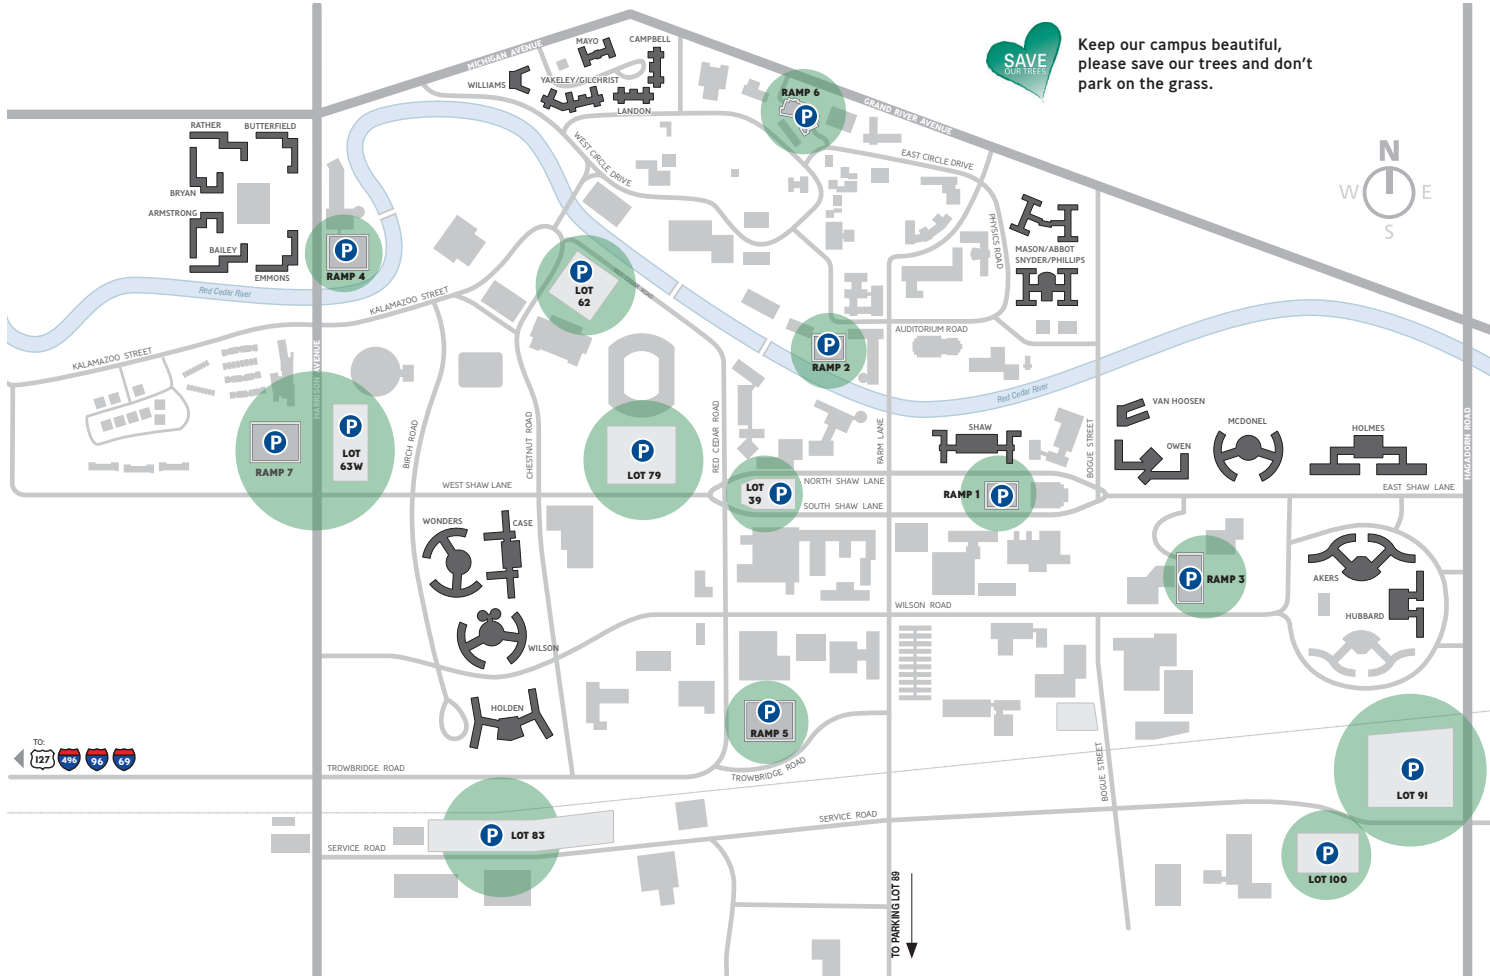 SAVE
OUR TREES
Keep our campus beautiful,
please save our trees and don't
park on the grass.
N
W
E
S
MICHIGAN AVENUE
MAYO
CAMPBELL
WILLIAMS
YAKELEY/GILCHRIST
LANDON
RAMP 6
P
GRAND RIVER AVENUE
EAST CIRCLE DRIVE
WEST CIRCLE DRIVE
PHYSICS ROAD
RATHER
BUTTERFIELD
BRYAN
ARMSTRONG
BAILEY
EMMONS
P
RAMP 4
MASON/ABBOT
SNYDER/PHILLIPS
Red Cedar River
KALAMAZOO STREET
P
LOT
62
RED CEDAR ROAD
AUDITORIUM ROAD
P
RAMP 2
KALAMAZOO STREET
HARRISON AVENUE
Red Cedar River
P
RAMP 7
P
LOT
63W
BIRCH ROAD
CHESTNUT ROAD
P
LOT 79
RED CEDAR ROAD
FARM LANE
SHAW
BOGUE STREET
VAN HOOSEN
OWEN
MCDONEL
HOLMES
HAGADORN ROAD
WEST SHAW LANE
LOT
39
P
NORTH SHAW LANE
SOUTH SHAW LANE
RAMP 1
P
EAST SHAW LANE
WONDERS
CASE
WILSON
HOLDEN
P
RAMP 3
AKERS
HUBBARD
WILSON ROAD
P
RAMP 5
TO:
127
496
96
69
TROWBRIDGE ROAD
TROWBRIDGE ROAD
BOGUE STREET
P
LOT 91
P
LOT 83
SERVICE ROAD
SERVICE ROAD
P
LOT 100
TO PARKING LOT 89